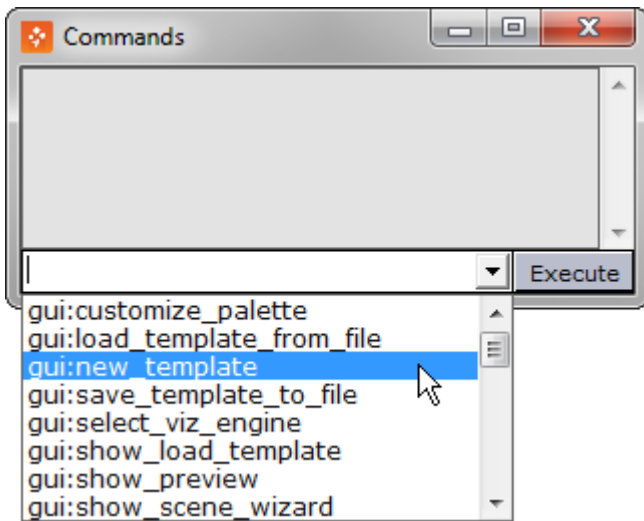 Commands
Execute
gui:customize_palette
gui:load_template_from_file
gui:new_template
gui:save_template_to_file
gui:select_viz_engine
gui:show_load_template
gui:show_preview
gui:show_scene_wizard